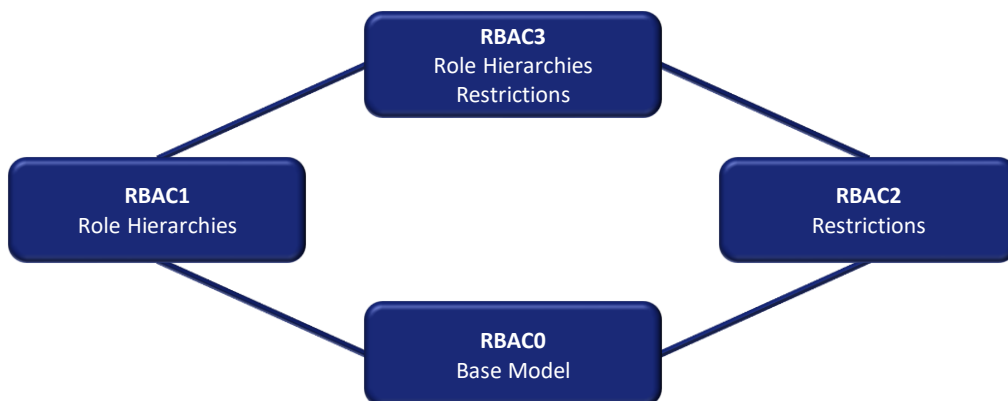 RBAC3
Role Hierarchies
Restrictions
RBAC1
Role Hierarchies
RBAC2
Restrictions
RBAC0
Base Model